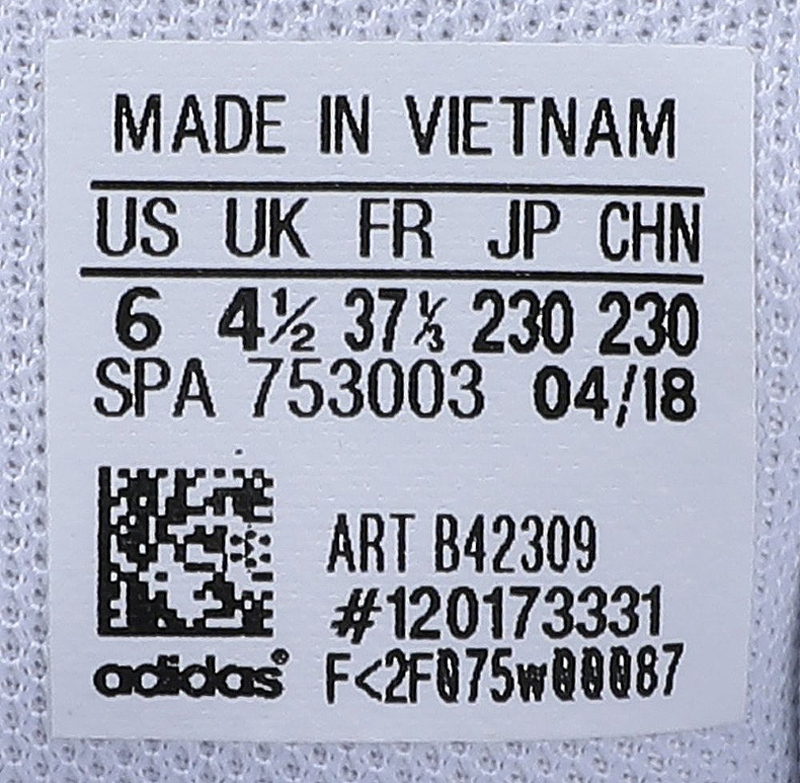 MADE IN VIETNAM
US UK FR JP CHN
6 4½ 37⅓ 230 230
SPA 753003 04/18
ART B42309
#120173331
adidas® F<2F075w00087